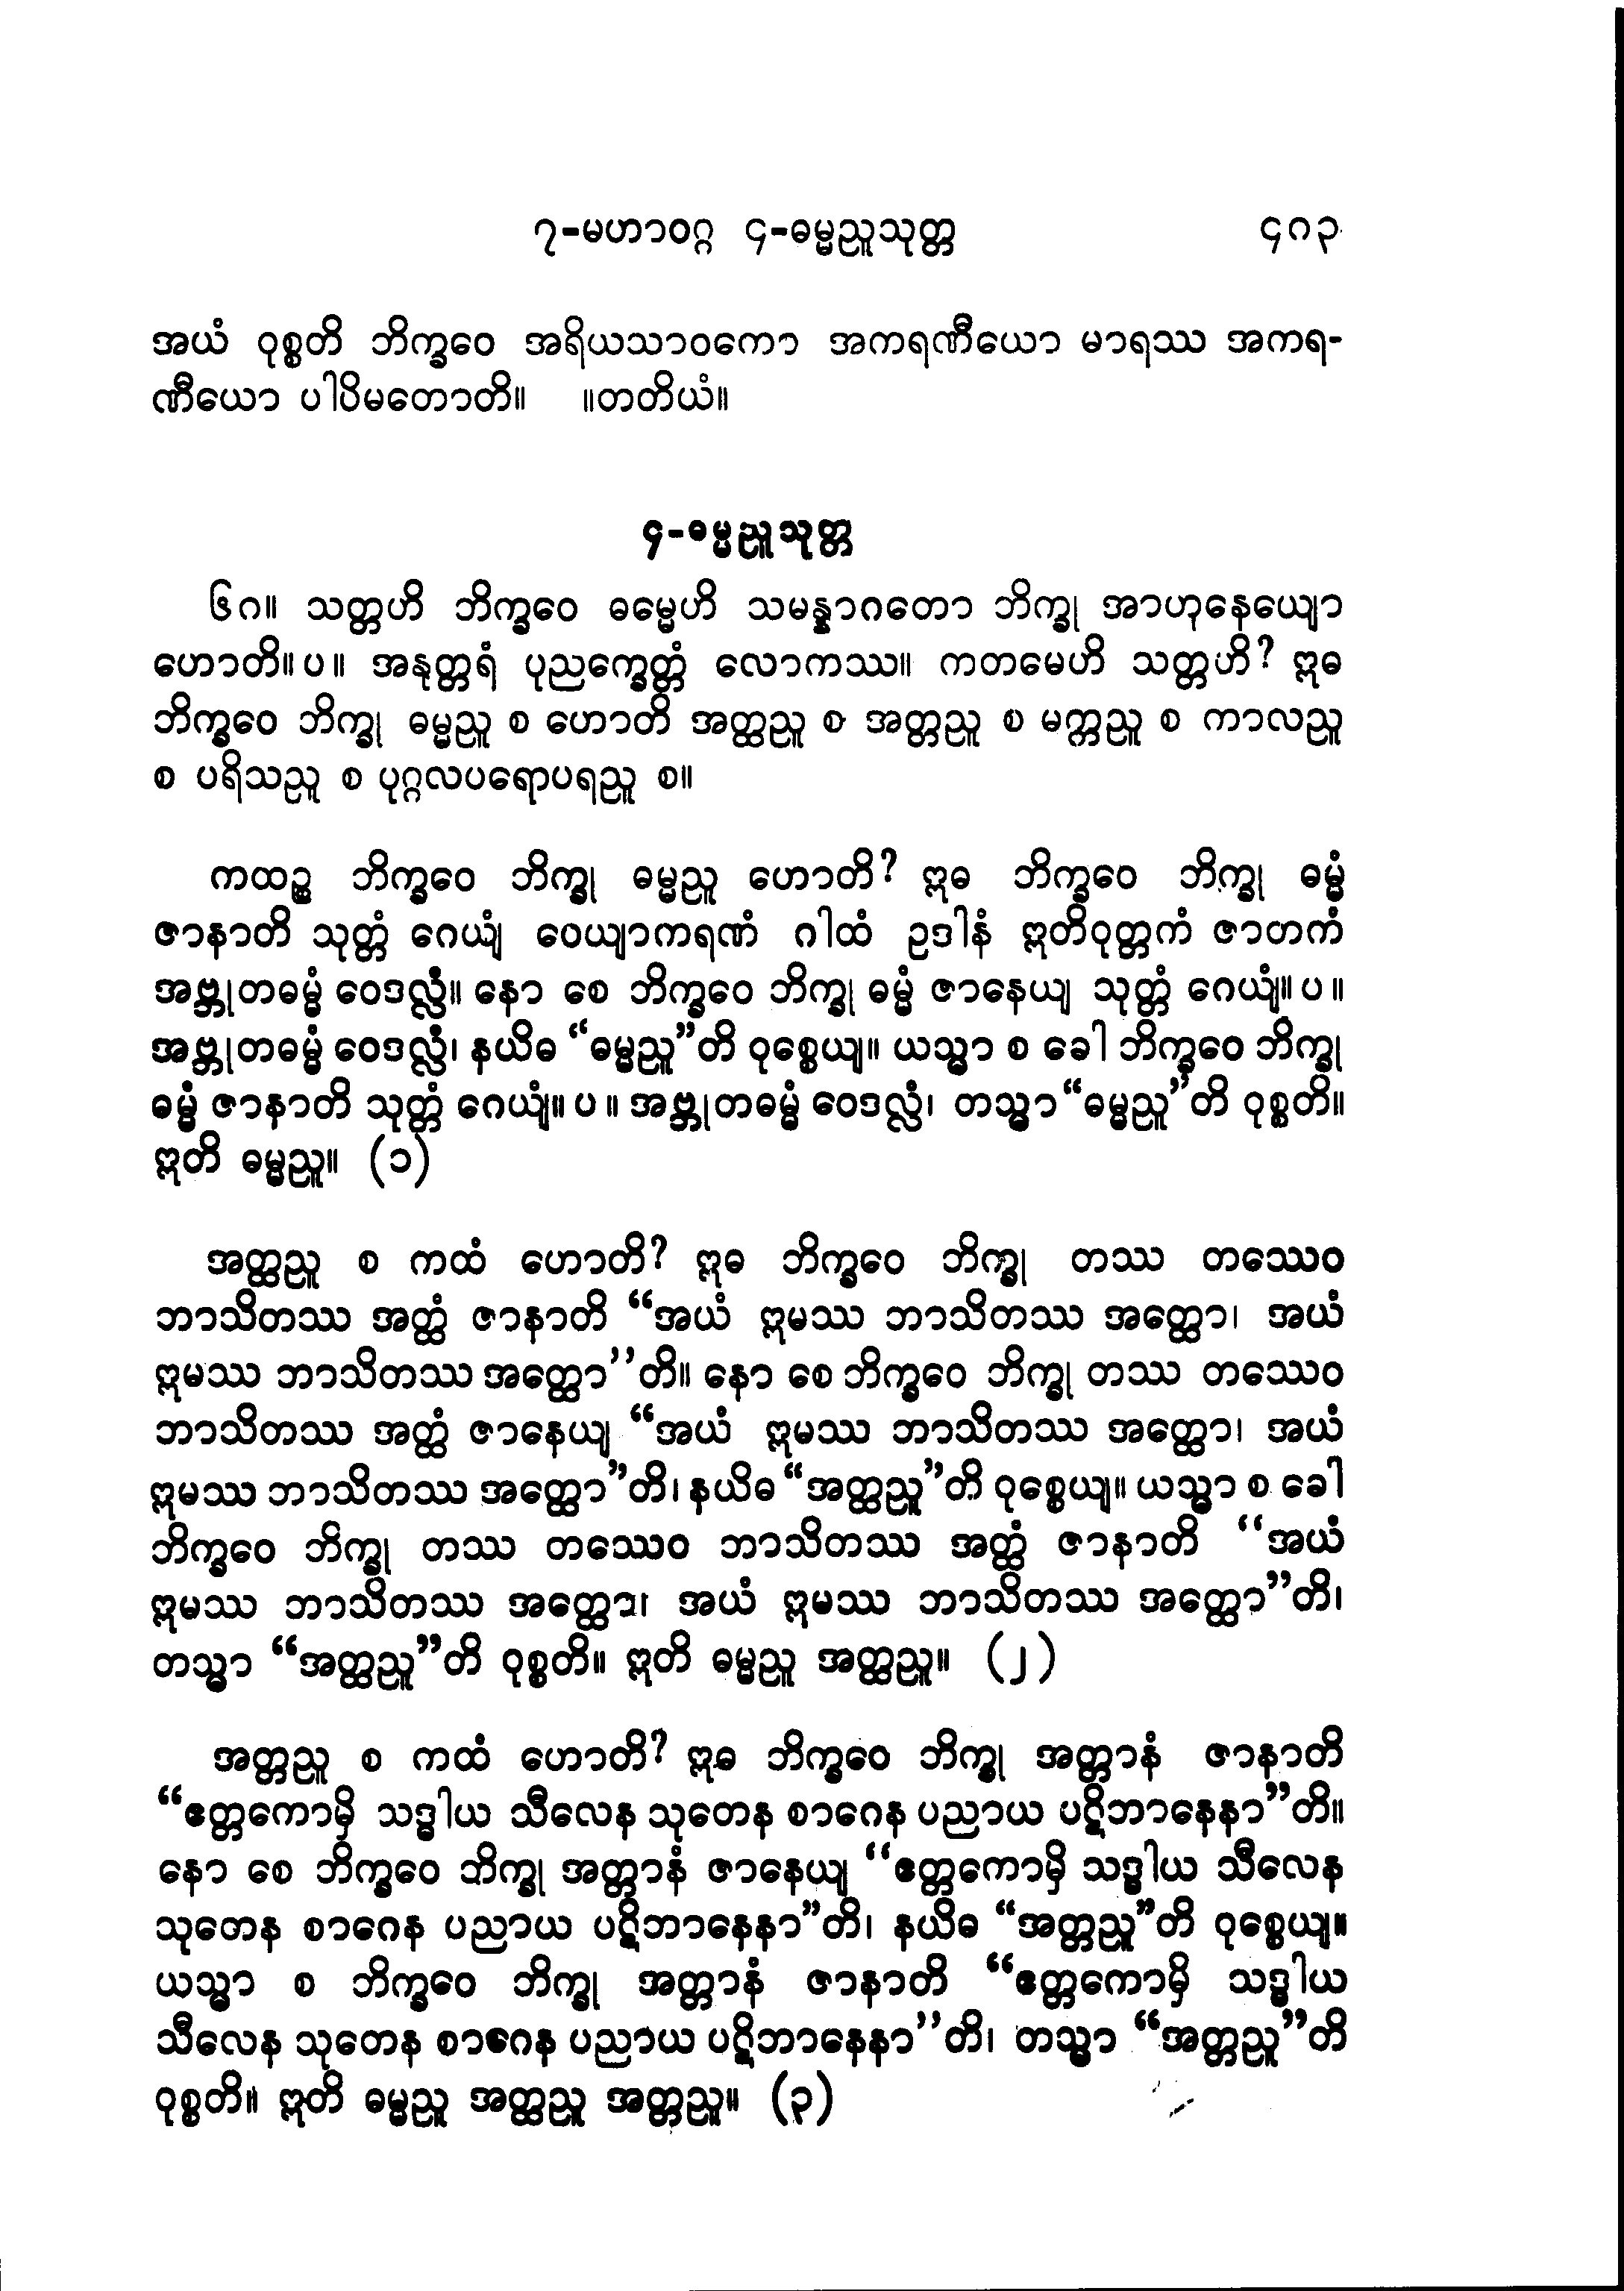 ၇-မဟာဝဂ္ဂ ၄-ဓမ္မညူသုတ္တ ၄၈၃
အယံ ဝုစ္စတိ ဘိက္ခဝေ အရိယသာဝကော အကရဏီယော မာရဿ အကရ-
ဏီယော ပါပိမတောတိ။ ။တတိယံ။
၄-ဓမ္မညူသုတ္တ
၆၈။ သတ္တဟိ ဘိက္ခဝေ ဓမ္မေဟိ သမန္နာဂတော ဘိက္ခု အာဟုနေယျော
ဟောတိ။ပ။ အနုတ္တရံ ပုညက္ခေတ္တံ လောကဿ။ ကတမေဟိ သတ္တဟိ? ဣဓ
ဘိက္ခဝေ ဘိက္ခု ဓမ္မညူ စ ဟောတိ အတ္ထညူ စ အတ္တညူ စ မတ္တညူ စ ကာလညူ
စ ပရိသညူ စ ပုဂ္ဂလပရောပရညူ စ။
ကထဉ္စ ဘိက္ခဝေ ဘိက္ခု ဓမ္မညူ ဟောတိ? ဣဓ ဘိက္ခဝေ ဘိက္ခု ဓမ္မံ
ဇာနာတိ သုတ္တံ ဂေယျံ ဝေယျာကရဏံ ဂါထံ ဥဒါနံ ဣတိဝုတ္တကံ ဇာတကံ
အဗ္ဘုတဓမ္မံ ဝေဒလ္လံ။ နော စေ ဘိက္ခဝေ ဘိက္ခု ဓမ္မံ ဇာနေယျ သုတ္တံ ဂေယျံ။ပ။
အဗ္ဘုတဓမ္မံ ဝေဒလ္လံ၊ နယိဓ “ဓမ္မညူ”တိ ဝုစ္စေယျ။ ယသ္မာ စ ခေါ ဘိက္ခဝေ ဘိက္ခု
ဓမ္မံ ဇာနာတိ သုတ္တံ ဂေယျံ။ပ။ အဗ္ဘုတဓမ္မံ ဝေဒလ္လံ၊ တသ္မာ “ဓမ္မညူ”တိ ဝုစ္စတိ။
ဣတိ ဓမ္မညူ။ (၁)
အတ္ထညူ စ ကထံ ဟောတိ? ဣဓ ဘိက္ခဝေ ဘိက္ခု တဿ တဿေဝ
ဘာသိတဿ အတ္ထံ ဇာနာတိ “အယံ ဣမဿ ဘာသိတဿ အတ္ထော၊ အယံ
ဣမဿ ဘာသိတဿ အတ္ထော’’တိ။ နော စေ ဘိက္ခဝေ ဘိက္ခု တဿ တဿေဝ
ဘာသိတဿ အတ္ထံ ဇာနေယျ “အယံ ဣမဿ ဘာသိတဿ အတ္ထော၊ အယံ
ဣမဿ ဘာသိတဿ အတ္ထော”တိ၊ နယိဓ “အတ္ထညူ”တိ ဝုစ္စေယျ။ ယသ္မာ စ ခေါ
ဘိက္ခဝေ ဘိက္ခု တဿ တဿေဝ ဘာသိတဿ အတ္ထံ ဇာနာတိ ‘‘အယံ
ဣမဿ ဘာသိတဿ အတ္ထော၊ အယံ ဣမဿ ဘာသိတဿ အတ္ထော”တိ၊
တသ္မာ “အတ္ထညူ”တိ ဝုစ္စတိ။ ဣတိ ဓမ္မညူ အတ္ထညူ။ (၂)
အတ္တညူ စ ကထံ ဟောတိ? ဣဓ ဘိက္ခဝေ ဘိက္ခု အတ္တာနံ ဇာနာတိ
“ဧတ္တကောမှိ သဒ္ဓါယ သီလေန သုတေန စာဂေန ပညာယ ပဋိဘာနေနာ”တိ။
နော စေ ဘိက္ခဝေ ဘိက္ခု အတ္တာနံ ဇာနေယျ ‘‘ဧတ္တကောမှိ သဒ္ဓါယ သီလေန
သုတေန စာဂေန ပညာယ ပဋိဘာနေနာ”တိ၊ နယိဓ “အတ္တညူ”တိ ဝုစ္စေယျ။
ယသ္မာ စ ဘိက္ခဝေ ဘိက္ခု အတ္တာနံ ဇာနာတိ “ဧတ္တကောမှိ သဒ္ဓါယ
သီလေန သုတေန စာဂေန ပညာယ ပဋိဘာနေနာ’’တိ၊ တသ္မာ “အတ္တညူ”တိ
ဝုစ္စတိ။ ဣတိ ဓမ္မညူ အတ္ထညူ အတ္တညူ။ (၃)